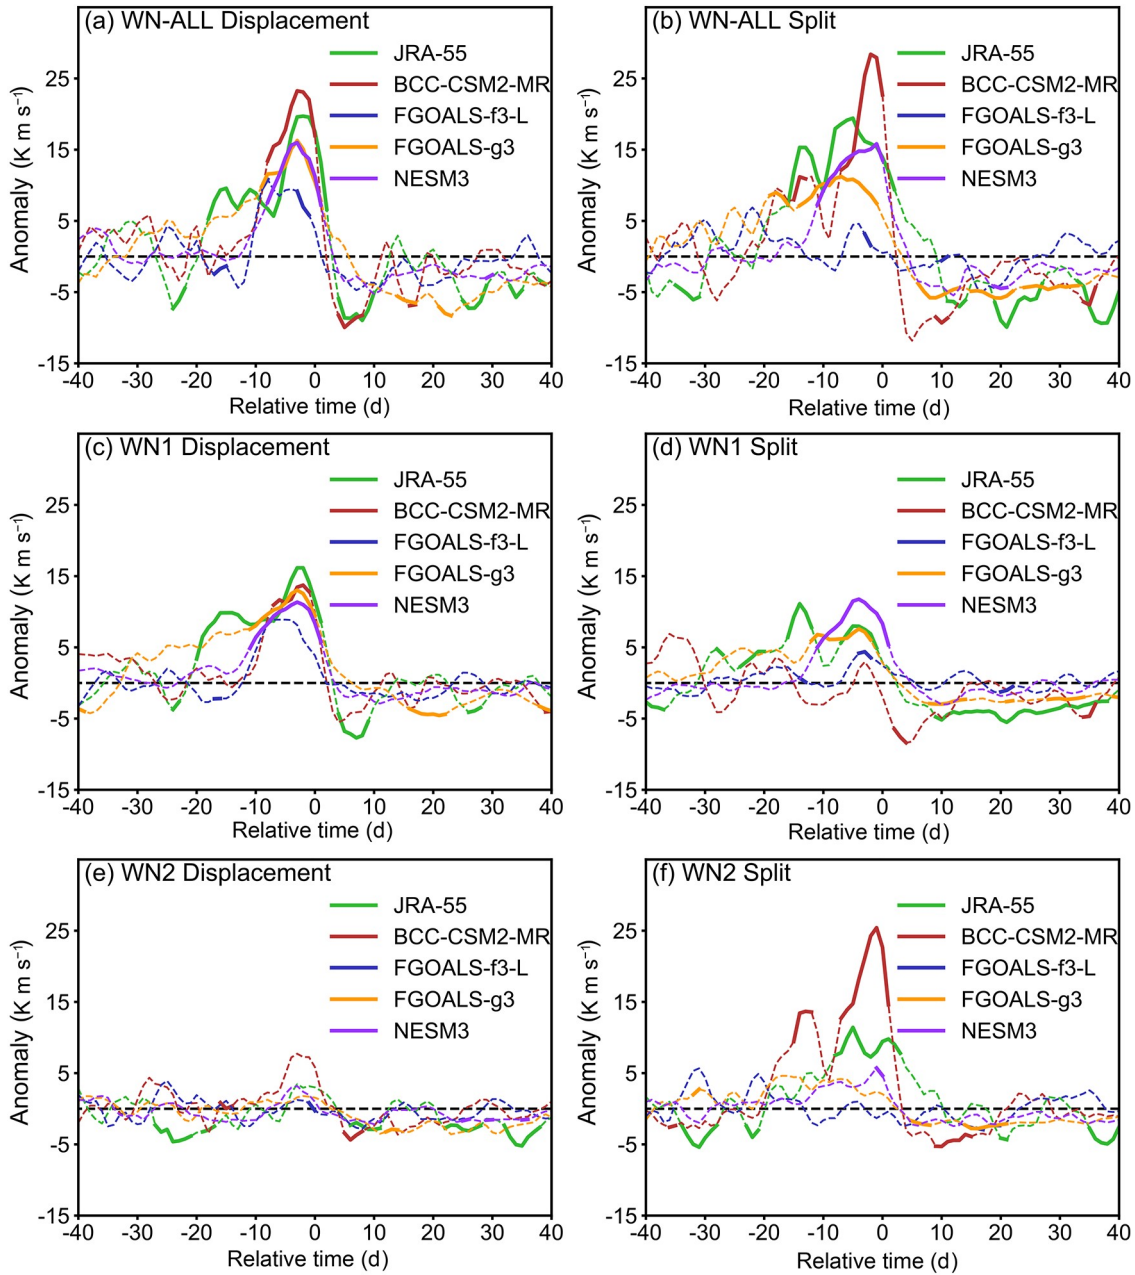 (a) WN-ALL Displacement
JRA-55
BCC-CSM2-MR
FGOALS-f3-L
FGOALS-g3
NESM3
Anomaly (K m s⁻¹)
25
15
5
-5
-15
-40 -30 -20 -10 0 10 20 30 40
Relative time (d)
(b) WN-ALL Split
JRA-55
BCC-CSM2-MR
FGOALS-f3-L
FGOALS-g3
NESM3
Anomaly (K m s⁻¹)
25
15
5
-5
-15
-40 -30 -20 -10 0 10 20 30 40
Relative time (d)
(c) WN1 Displacement
JRA-55
BCC-CSM2-MR
FGOALS-f3-L
FGOALS-g3
NESM3
Anomaly (K m s⁻¹)
25
15
5
-5
-15
-40 -30 -20 -10 0 10 20 30 40
Relative time (d)
(d) WN1 Split
JRA-55
BCC-CSM2-MR
FGOALS-f3-L
FGOALS-g3
NESM3
Anomaly (K m s⁻¹)
25
15
5
-5
-15
-40 -30 -20 -10 0 10 20 30 40
Relative time (d)
(e) WN2 Displacement
JRA-55
BCC-CSM2-MR
FGOALS-f3-L
FGOALS-g3
NESM3
Anomaly (K m s⁻¹)
25
15
5
-5
-15
-40 -30 -20 -10 0 10 20 30 40
Relative time (d)
(f) WN2 Split
JRA-55
BCC-CSM2-MR
FGOALS-f3-L
FGOALS-g3
NESM3
Anomaly (K m s⁻¹)
25
15
5
-5
-15
-40 -30 -20 -10 0 10 20 30 40
Relative time (d)